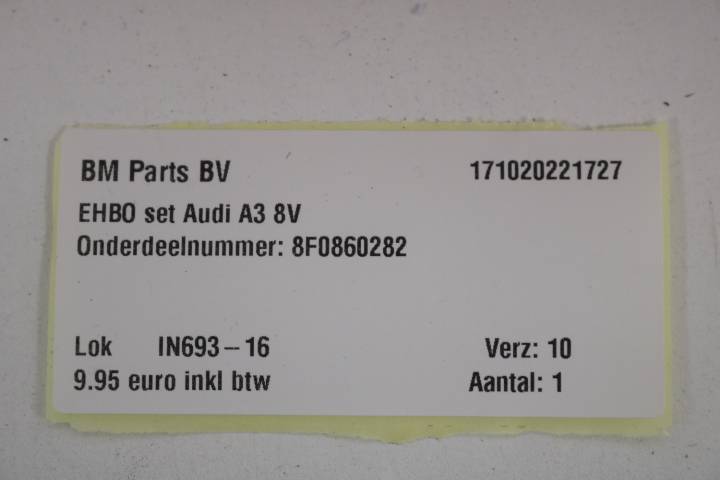 BM Parts BV 171020221727
EHBO set Audi A3 8V
Onderdeelnummer: 8F0860282
Lok IN693-16 Verz: 10
9.95 euro inkl btw Aantal: 1